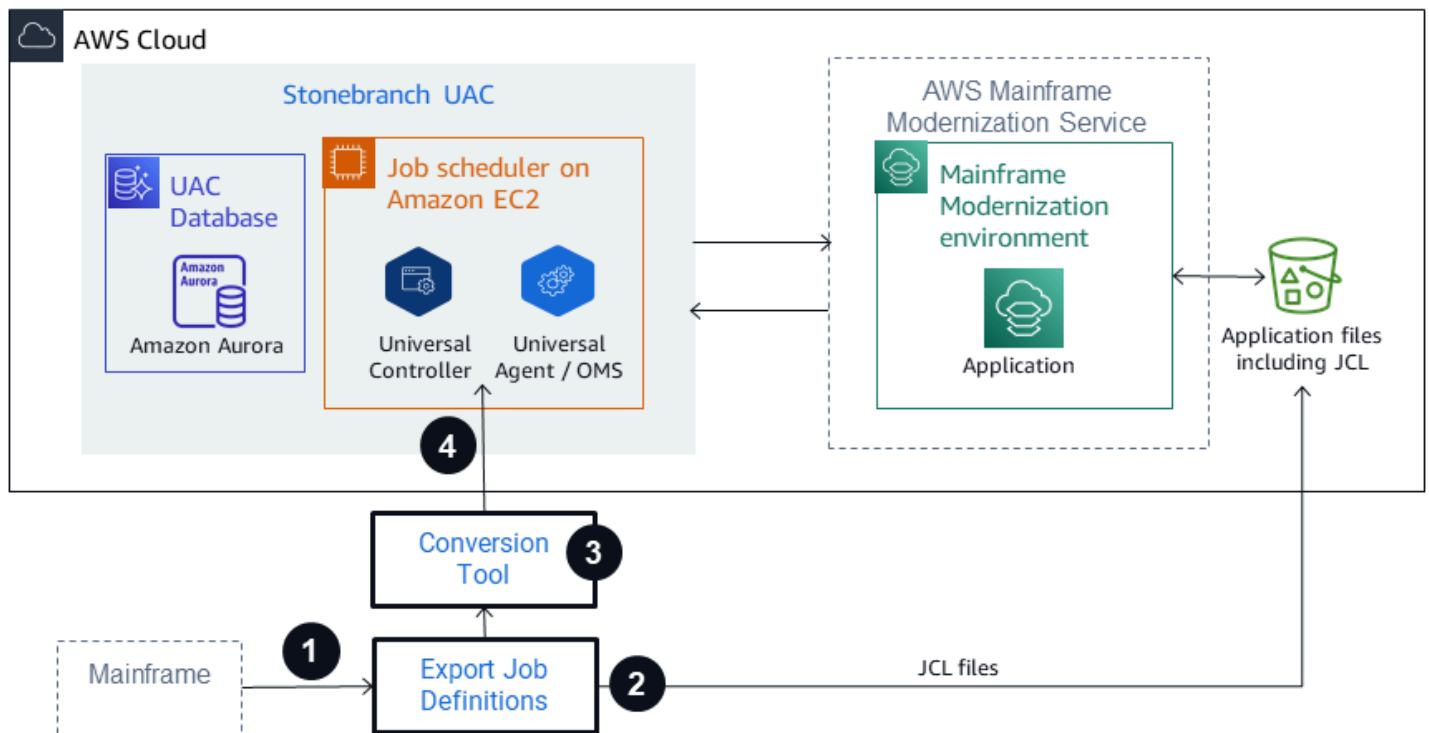 AWS Cloud
Stonebranch UAC
UAC
Database
Amazon
Aurora
Amazon Aurora
Job scheduler on
Amazon EC2
Universal
Controller
Universal
Agent / OMS
AWS Mainframe
Modernization Service
Mainframe
Modernization
environment
Application
Application files
including JCL
4
Conversion
Tool
3
Mainframe
1
Export Job
Definitions
2
JCL files